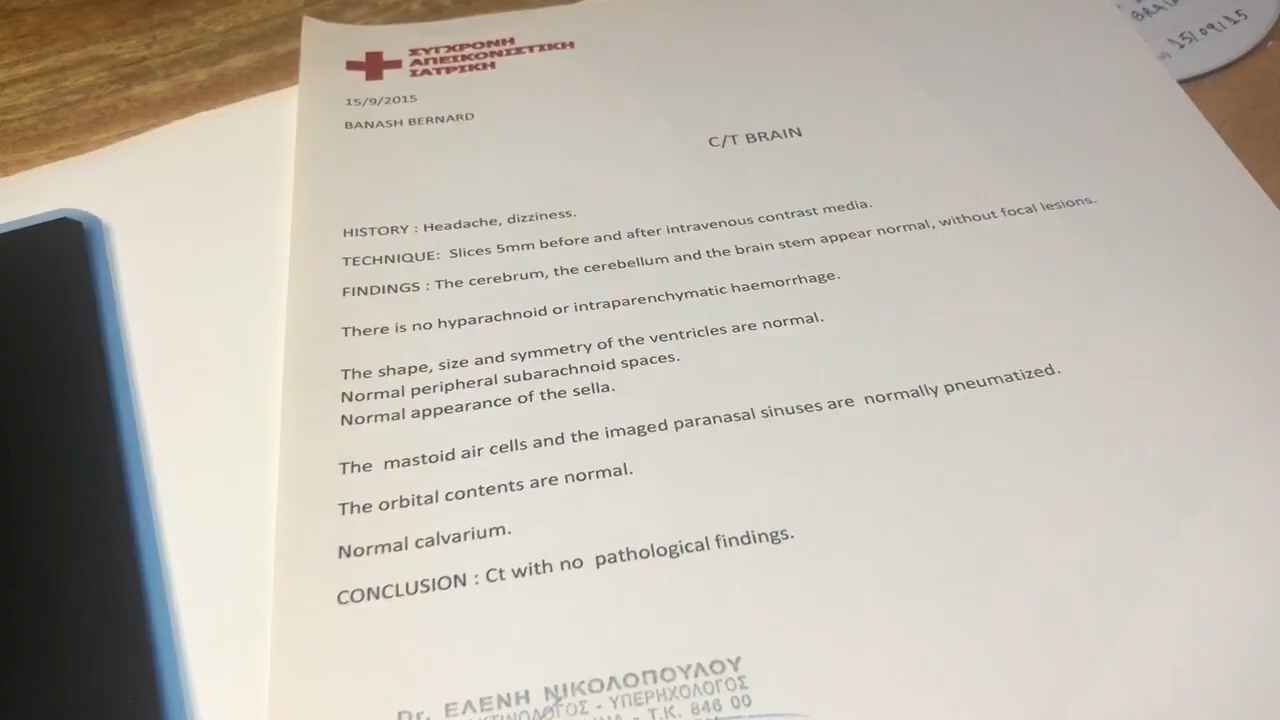 ΣΥΓΧΡΟΝΗ
ΑΠΕΙΚΟΝΙΣΤΙΚΗ
ΙΑΤΡΙΚΗ
15/9/2015
BANASH BERNARD
C/T BRAIN
HISTORY : Headache, dizziness.
TECHNIQUE: Slices 5mm before and after intravenous contrast media.
FINDINGS : The cerebrum, the cerebellum and the brain stem appear normal, without focal lesions.
There is no hyparachnoid or intraparenchymatic haemorrhage.
The shape, size and symmetry of the ventricles are normal.
Normal peripheral subarachnoid spaces.
Normal appearance of the sella.
The mastoid air cells and the imaged paranasal sinuses are normally pneumatized.
The orbital contents are normal.
Normal calvarium.
CONCLUSION : Ct with no pathological findings.
Dr. ΕΛΕΝΗ ΝΙΚΟΛΟΠΟΥΛΟΥ
ΑΚΤΙΝΟΛΟΓΟΣ - ΥΠΕΡΗΧΟΛΟΓΟΣ
- Τ.Κ. 846 00
BRAIN
15/09/15